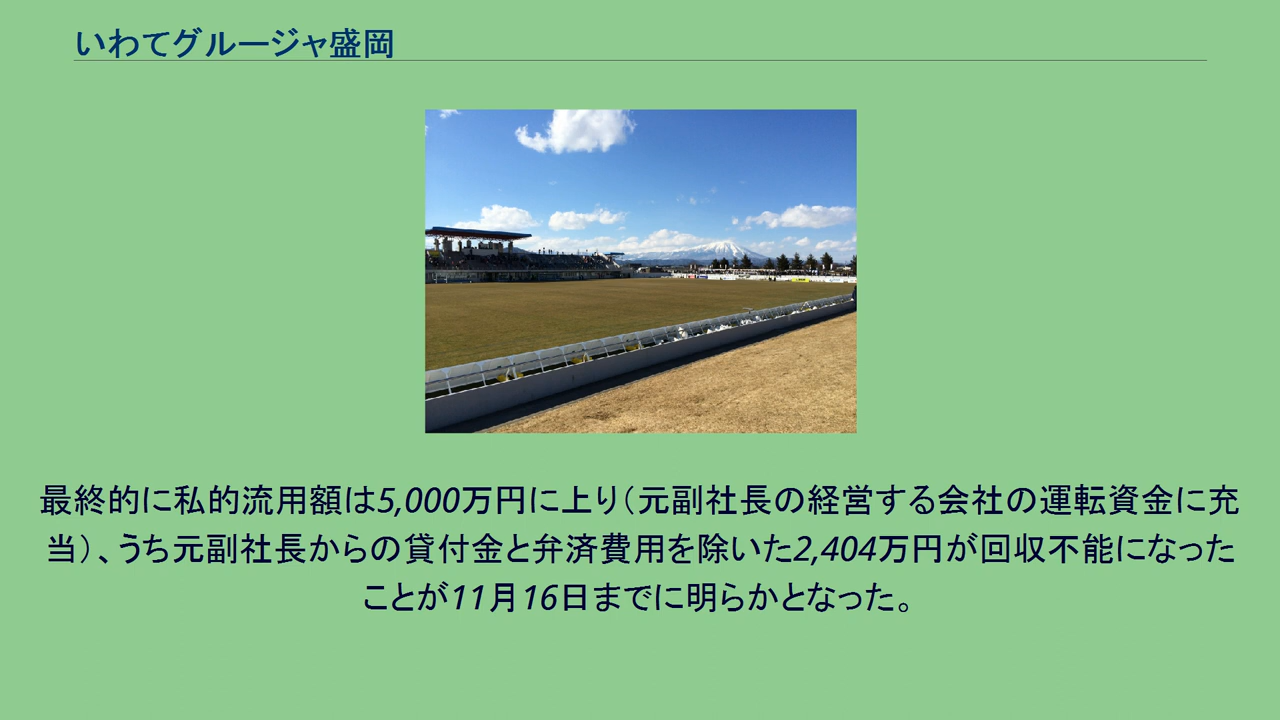 いわてグルージャ盛岡
最終的に私的流用額は5,000万円に上り（元副社長の経営する会社の運転資金に充
当）、うち元副社長からの貸付金と弁済費用を除いた2,404万円が回収不能になった
ことが11月16日までに明らかとなった。